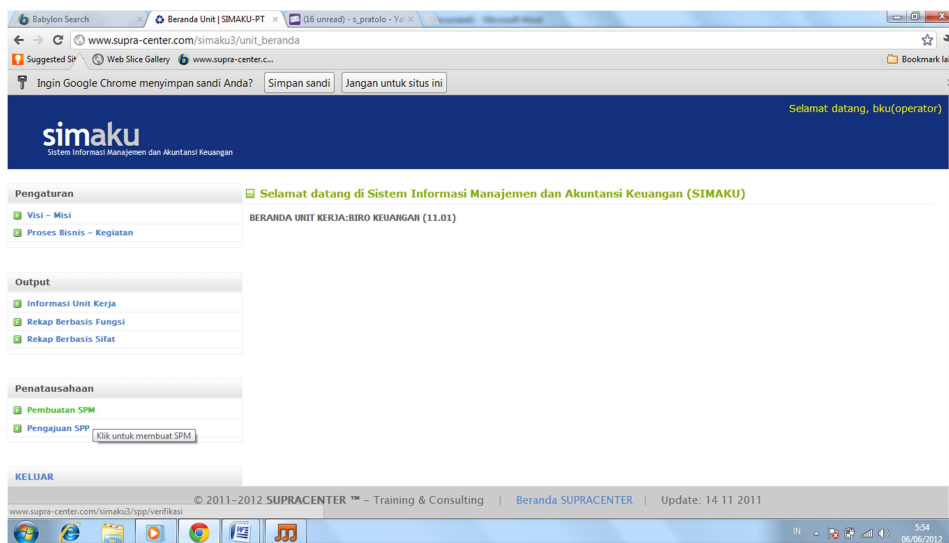 Babylon Search
Beranda Unit | SIMAKU-PT
(16 unread) - s_pratolo - Ya
www.supra-center.com/simaku3/unit_beranda
Suggested Sit
Web Slice Gallery
www.supra-center.c...
Bookmark la
Ingin Google Chrome menyimpan sandi Anda?
Simpan sandi
Jangan untuk situs ini
Selamat datang, bku(operator)
simaku
Sistem Informasi Manajemen dan Akuntansi Keuangan
Pengaturan
Visi - Misi
Proses Bisnis - Kegiatan
Selamat datang di Sistem Informasi Manajemen dan Akuntansi Keuangan (SIMAKU)
BERANDA UNIT KERJA:BIRO KEUANGAN (11.01)
Output
Informasi Unit Kerja
Rekap Berbasis Fungsi
Rekap Berbasis Sifat
Penatausahaan
Pembuatan SPM
Pengajuan SPP
Klik untuk membuat SPM
KELUAR
© 2011-2012 SUPRACENTER ™ - Training & Consulting | Beranda SUPRACENTER | Update: 14 11 2011
www.supra-center.com/simaku3/spp/verifikasi
IN
5:54
06/06/2012